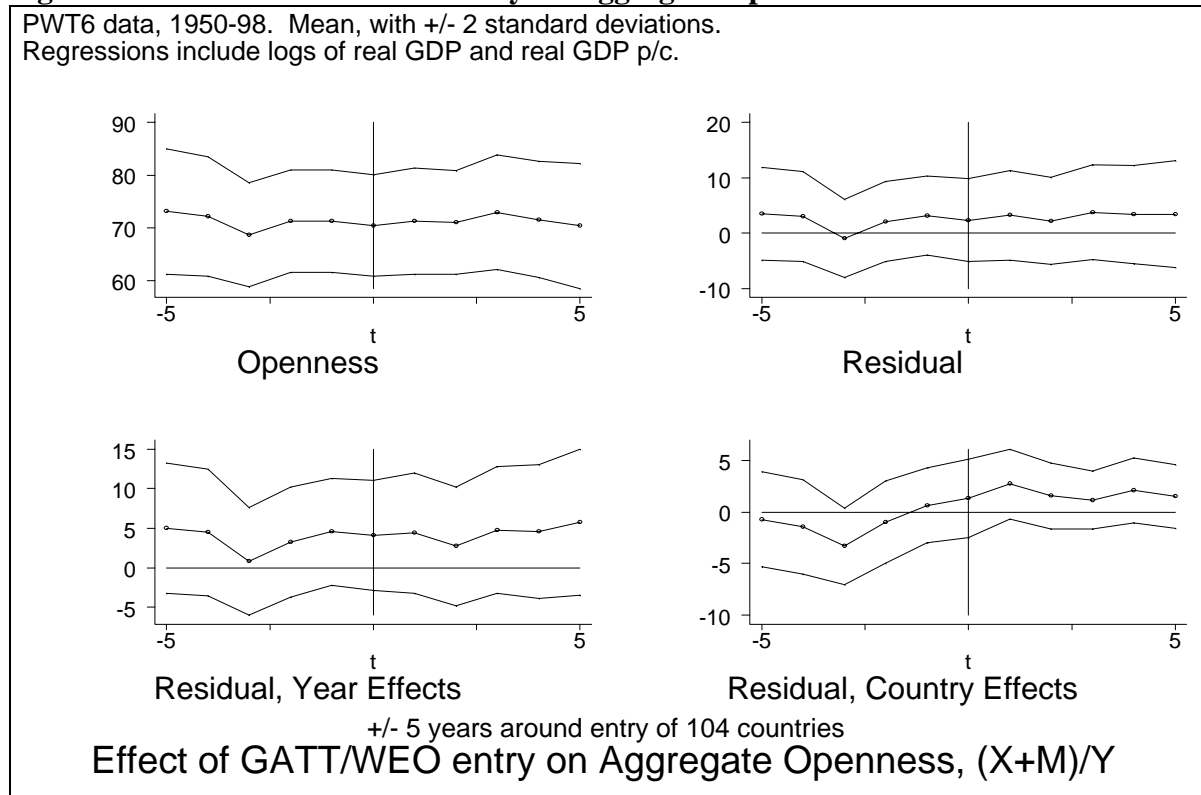 PWT6 data, 1950-98. Mean, with +/- 2 standard deviations.
Regressions include logs of real GDP and real GDP p/c.
90
80
70
60
-5
5
t
Openness
20
10
0
-10
-5
5
t
Residual
15
10
5
0
-5
-5
5
t
Residual, Year Effects
5
0
-5
-10
-5
5
t
Residual, Country Effects
+/- 5 years around entry of 104 countries
Effect of GATT/WEO entry on Aggregate Openness, (X+M)/Y